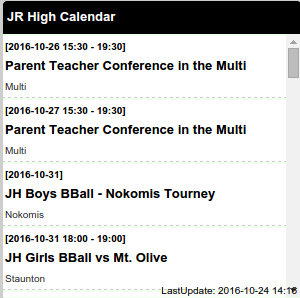 JR High Calendar
[2016-10-26 15:30 - 19:30]
Parent Teacher Conference in the Multi
Multi
[2016-10-27 15:30 - 19:30]
Parent Teacher Conference in the Multi
Multi
[2016-10-31]
JH Boys BBall - Nokomis Tourney
Nokomis
[2016-10-31 18:00 - 19:00]
JH Girls BBall vs Mt. Olive
Staunton
LastUpdate: 2016-10-24 14:16